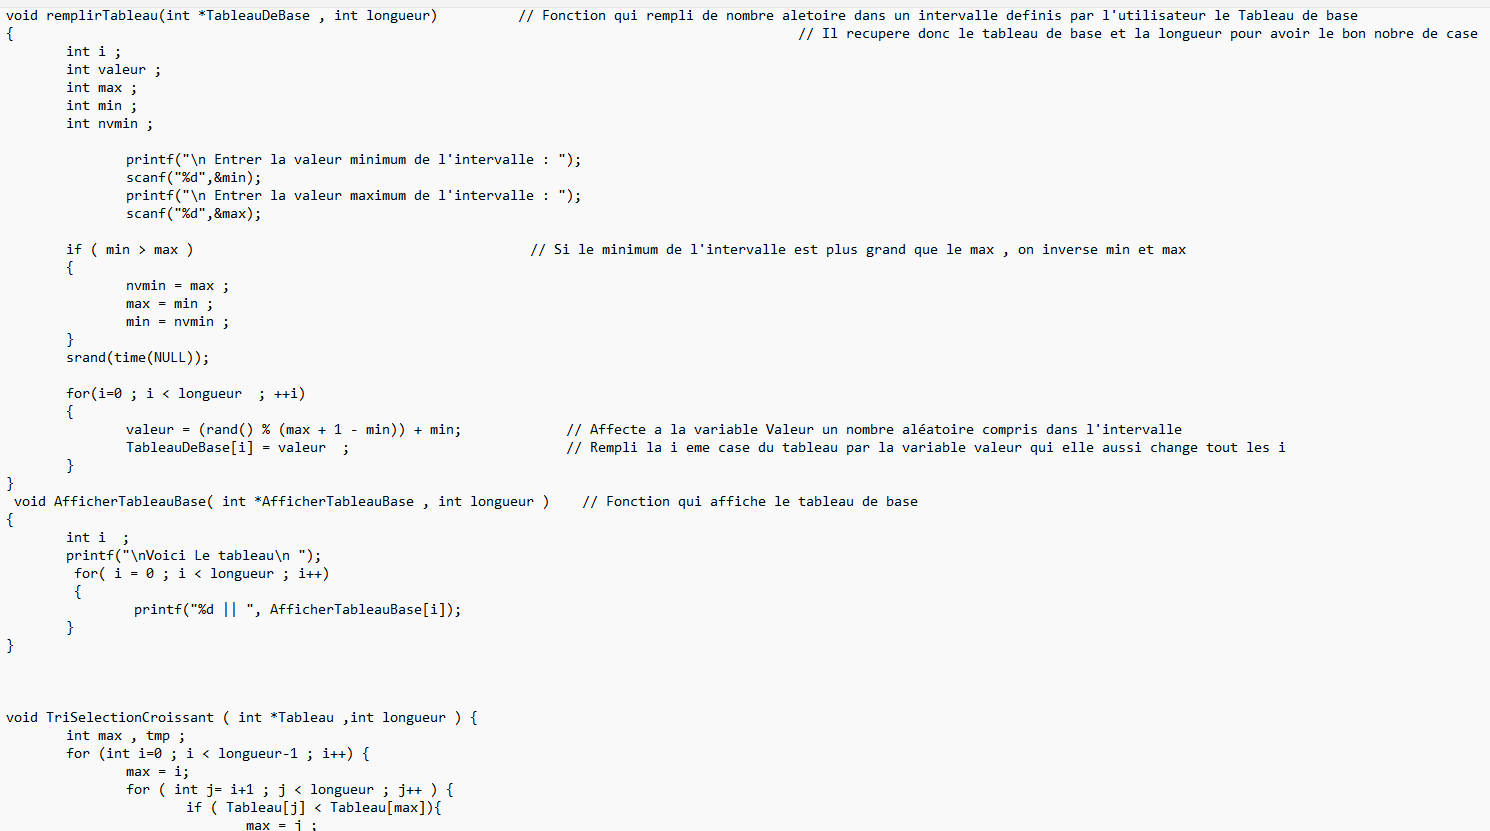 void remplirTableau(int *TableauDeBase , int longueur)          // Fonction qui rempli de nombre aletoire dans un intervalle definis par l'utilisateur le Tableau de base
{                                                               // Il recupere donc le tableau de base et la longueur pour avoir le bon nobre de case
int i ;
int valeur ;
int max ;
int min ;
int nvmin ;
printf("\n Entrer la valeur minimum de l'intervalle : ");
scanf("%d",&min);
printf("\n Entrer la valeur maximum de l'intervalle : ");
scanf("%d",&max);
if ( min > max )                                          // Si le minimum de l'intervalle est plus grand que le max , on inverse min et max
{
nvmin = max ;
max = min ;
min = nvmin ;
}
srand(time(NULL));
for(i=0 ; i < longueur  ; ++i)
{
valeur = (rand() % (max + 1 - min)) + min;             // Affecte a la variable Valeur un nombre aléatoire compris dans l'intervalle
TableauDeBase[i] = valeur  ;                           // Rempli la i eme case du tableau par la variable valeur qui elle aussi change tout les i
}
}
void AfficherTableauBase( int *AfficherTableauBase , int longueur )    // Fonction qui affiche le tableau de base
{
int i  ;
printf("\nVoici Le tableau\n ");
for( i = 0 ; i < longueur ; i++)
{
printf("%d || ", AfficherTableauBase[i]);
}
}
void TriSelectionCroissant ( int *Tableau ,int longueur ) {
int max , tmp ;
for (int i=0 ; i < longueur-1 ; i++) {
max = i;
for ( int j= i+1 ; j < longueur ; j++ ) {
if ( Tableau[j] < Tableau[max]){
max = j ;